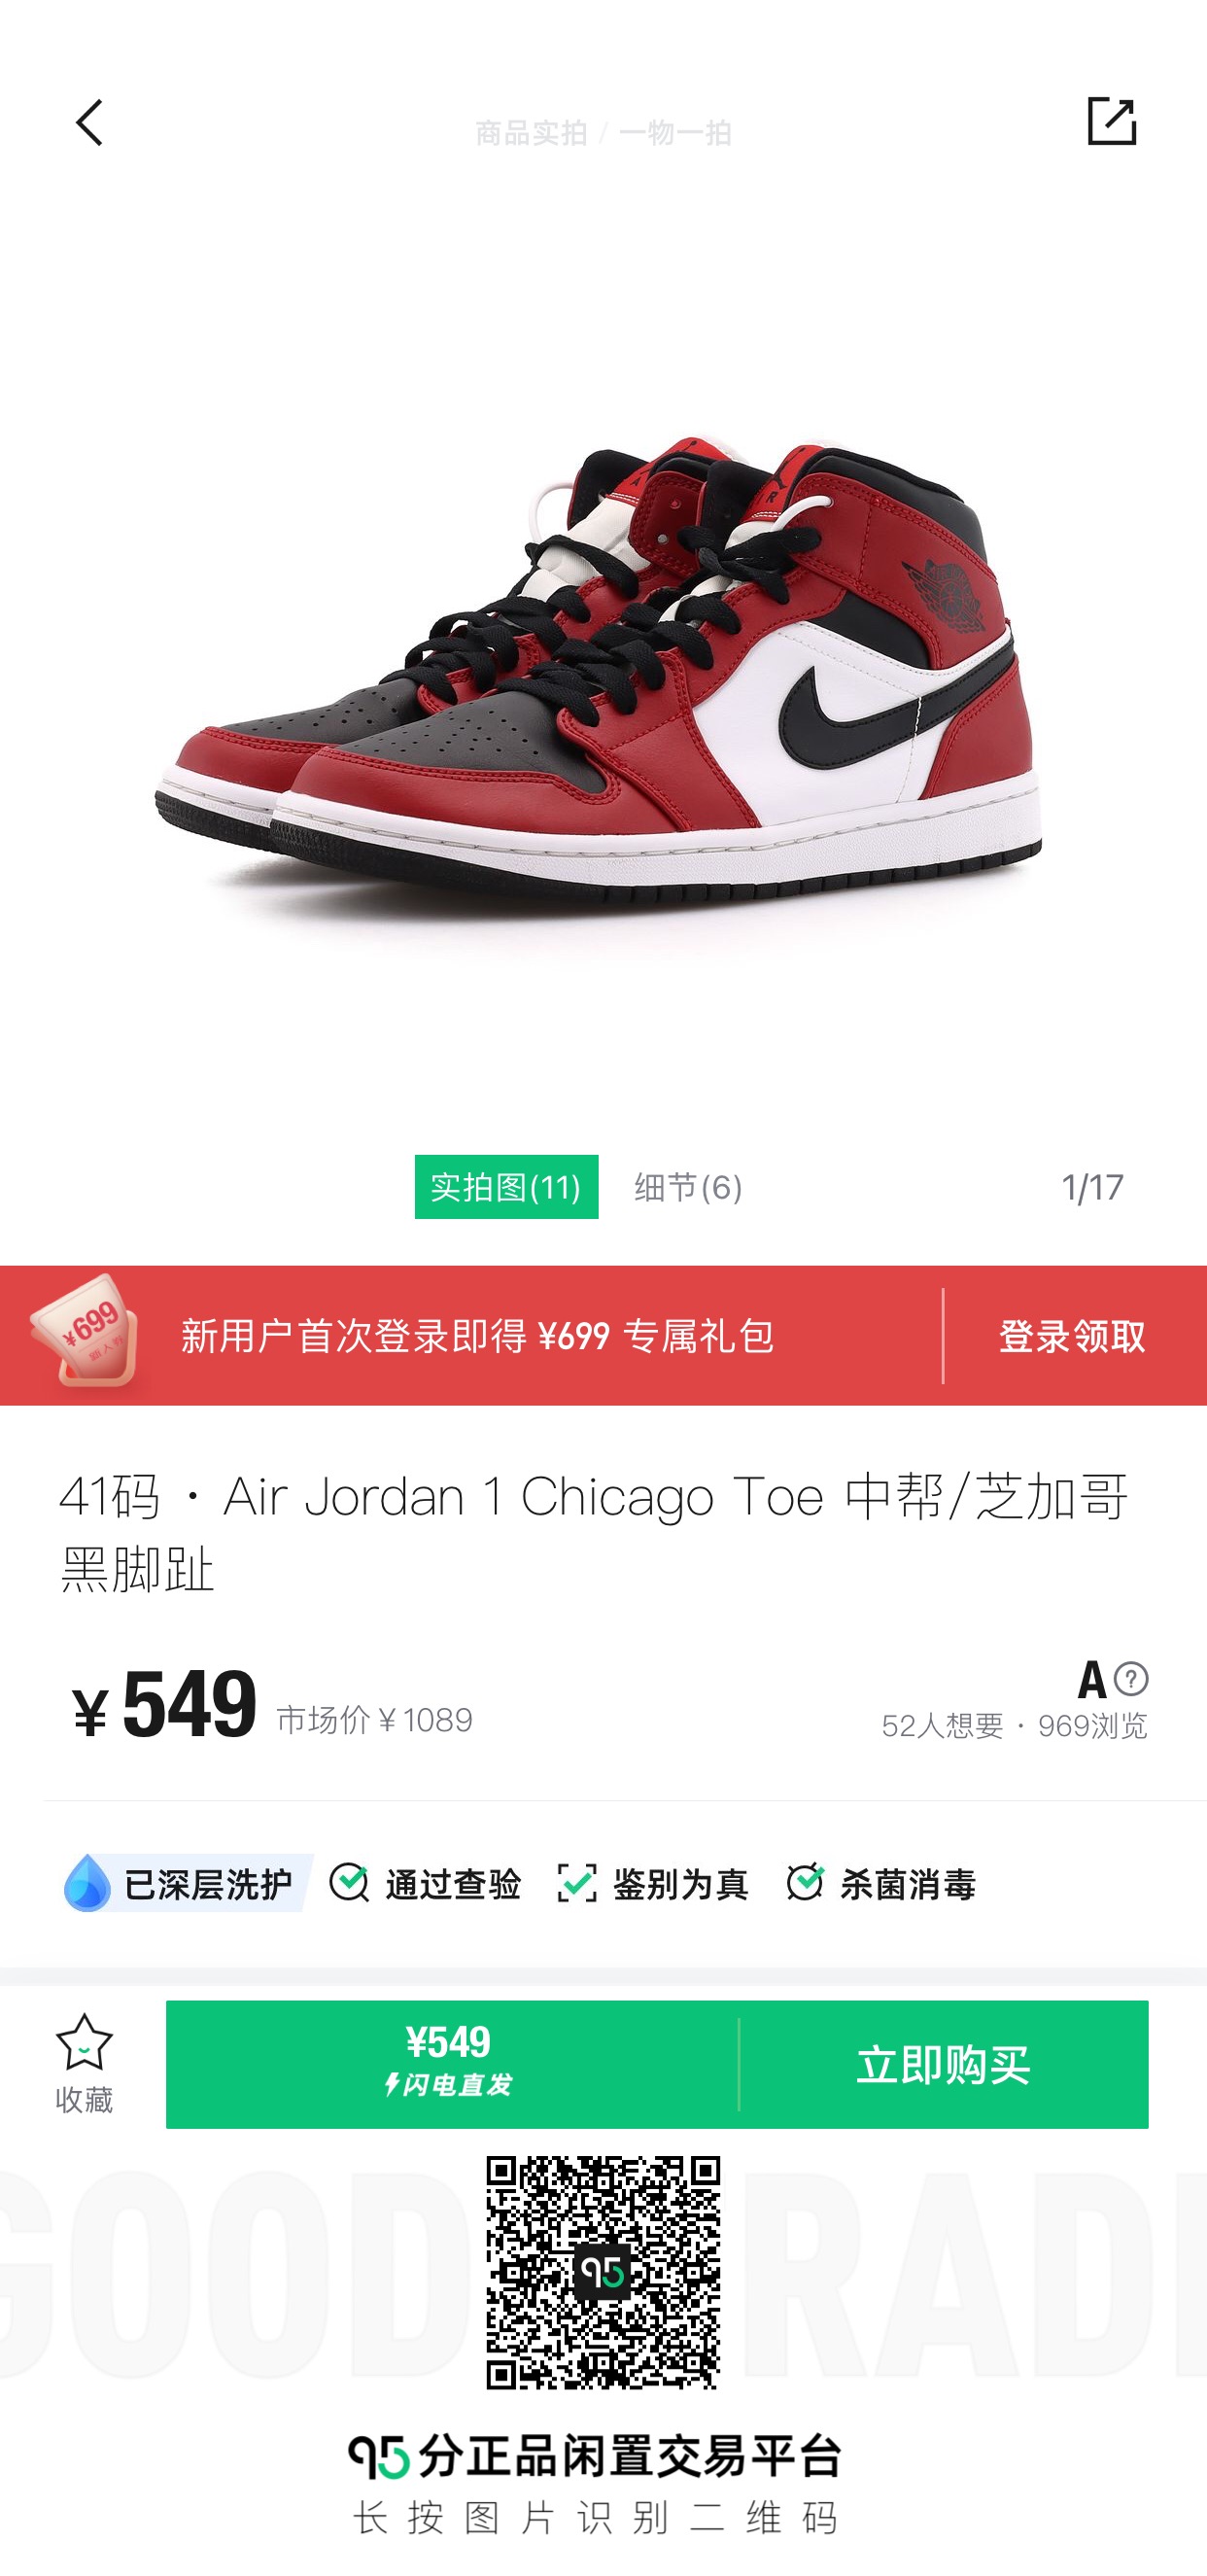 商品实拍 / 一物一拍
实拍图(11) 细节(6) 1/17
¥699
新用户首次登录即得 ¥699 专属礼包 登录领取
41码 · Air Jordan 1 Chicago Toe 中帮/芝加哥
黑脚趾
¥549 市场价¥1089
A ?
52人想要 · 969浏览
已深层洗护 通过查验 鉴别为真 杀菌消毒
收藏
¥549
闪电直发
立即购买
GOOD RADE
95
95分正品闲置交易平台
长按图片识别二维码